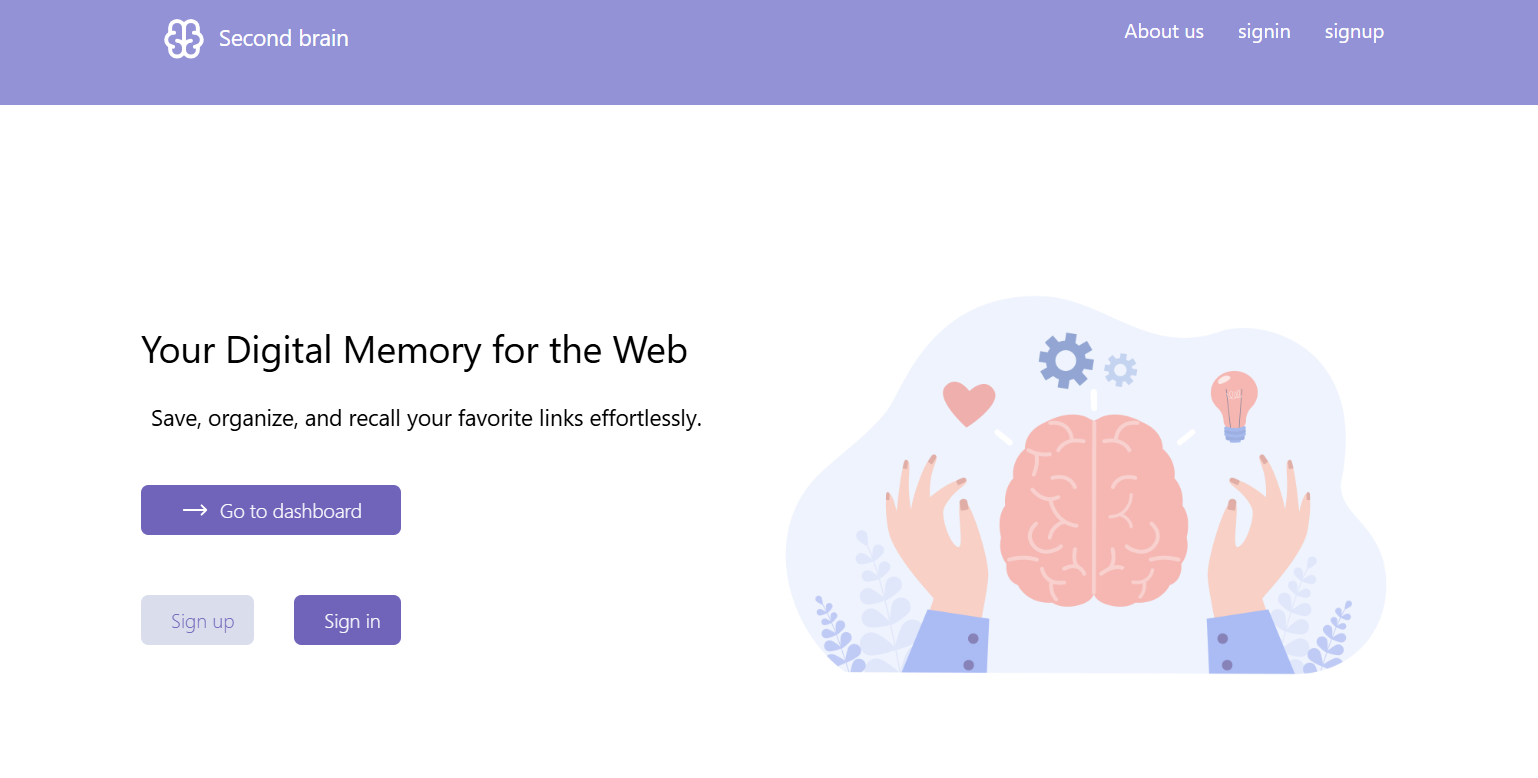 Second brain
About us signin signup
Your Digital Memory for the Web
Save, organize, and recall your favorite links effortlessly.
Go to dashboard
Sign up Sign in